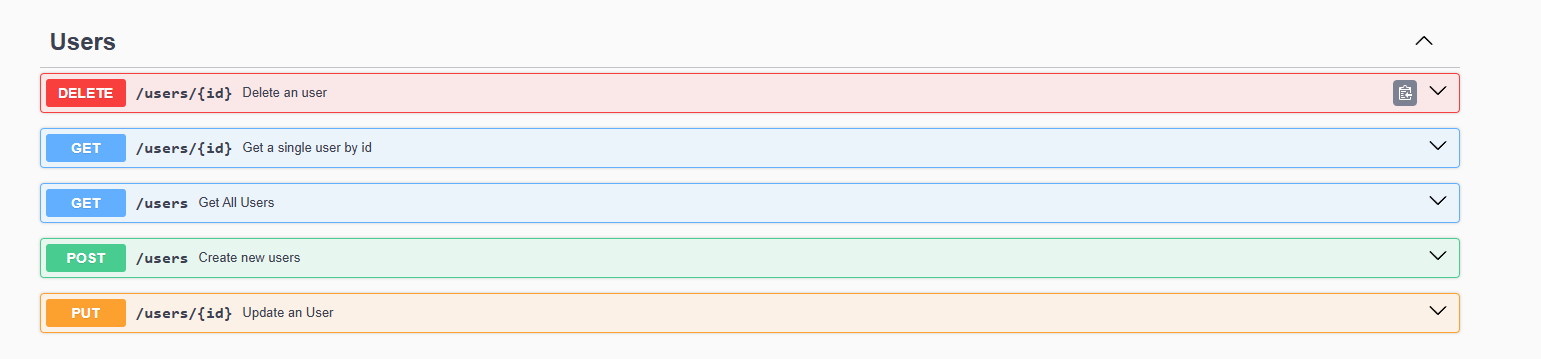 Users
DELETE /users/{id} Delete an user
GET /users/{id} Get a single user by id
GET /users Get All Users
POST /users Create new users
PUT /users/{id} Update an User